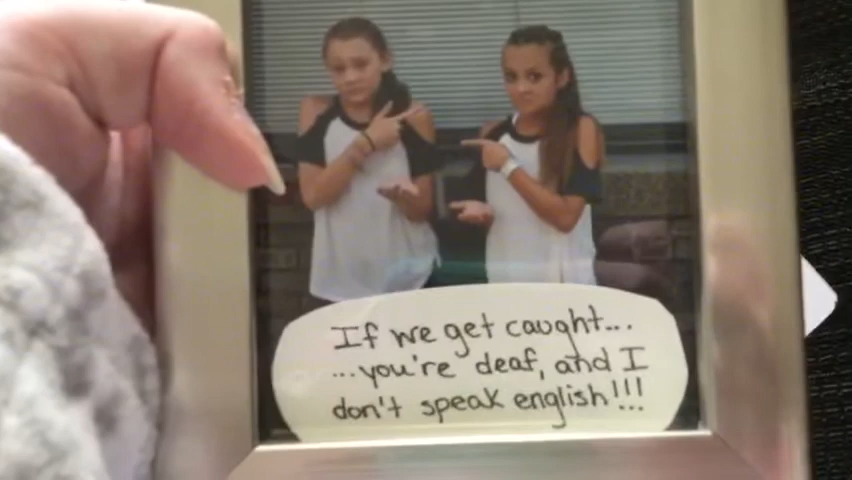 If we get caught...
...you're deaf, and I
don't speak english!!!